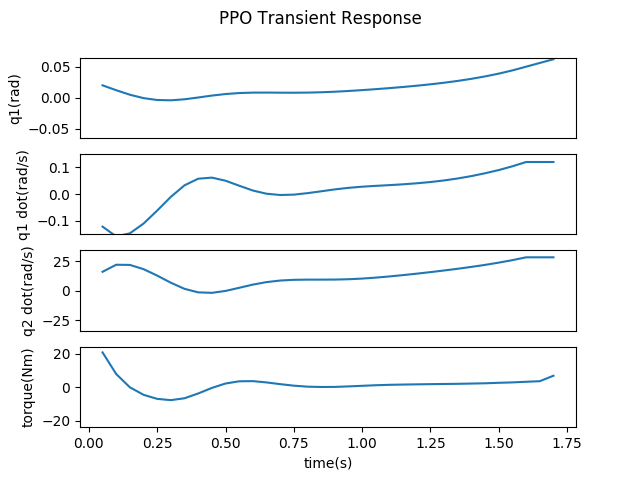 PPO Transient Response
q1(rad)
0.05
0.00
−0.05
q1 dot(rad/s)
0.1
0.0
−0.1
q2 dot(rad/s)
25
0
−25
torque(Nm)
20
0
−20
0.00 0.25 0.50 0.75 1.00 1.25 1.50 1.75
time(s)